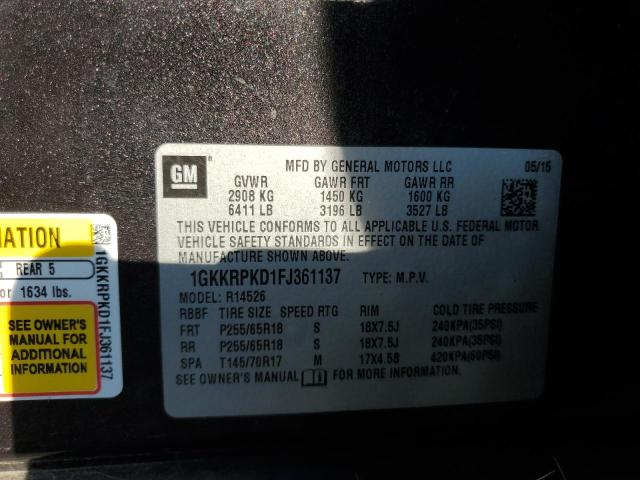 MATION
REAR 5
or 1634 lbs.
SEE OWNER'S
MANUAL FOR
ADDITIONAL
INFORMATION
1GKKRPKD1FJ361137
GM
MFD BY GENERAL MOTORS LLC 05/15
GVWR GAWR FRT GAWR RR
2908 KG 1450 KG 1600 KG
6411 LB 3196 LB 3527 LB
THIS VEHICLE CONFORMS TO ALL APPLICABLE U.S. FEDERAL MOTOR
VEHICLE SAFETY STANDARDS IN EFFECT ON THE DATE OF
MANUFACTURE SHOWN ABOVE.
1GKKRPKD1FJ361137 TYPE: M.P.V.
MODEL: R14526
RBBF TIRE SIZE SPEED RTG RIM COLD TIRE PRESSURE
FRT P255/65R18 S 18X7.5J 240KPA(35PSI)
RR P255/65R18 S 18X7.5J 240KPA(35PSI)
SPA T145/70R17 M 17X4.5B 420KPA(60PSI)
SEE OWNER'S MANUAL FOR MORE INFORMATION.